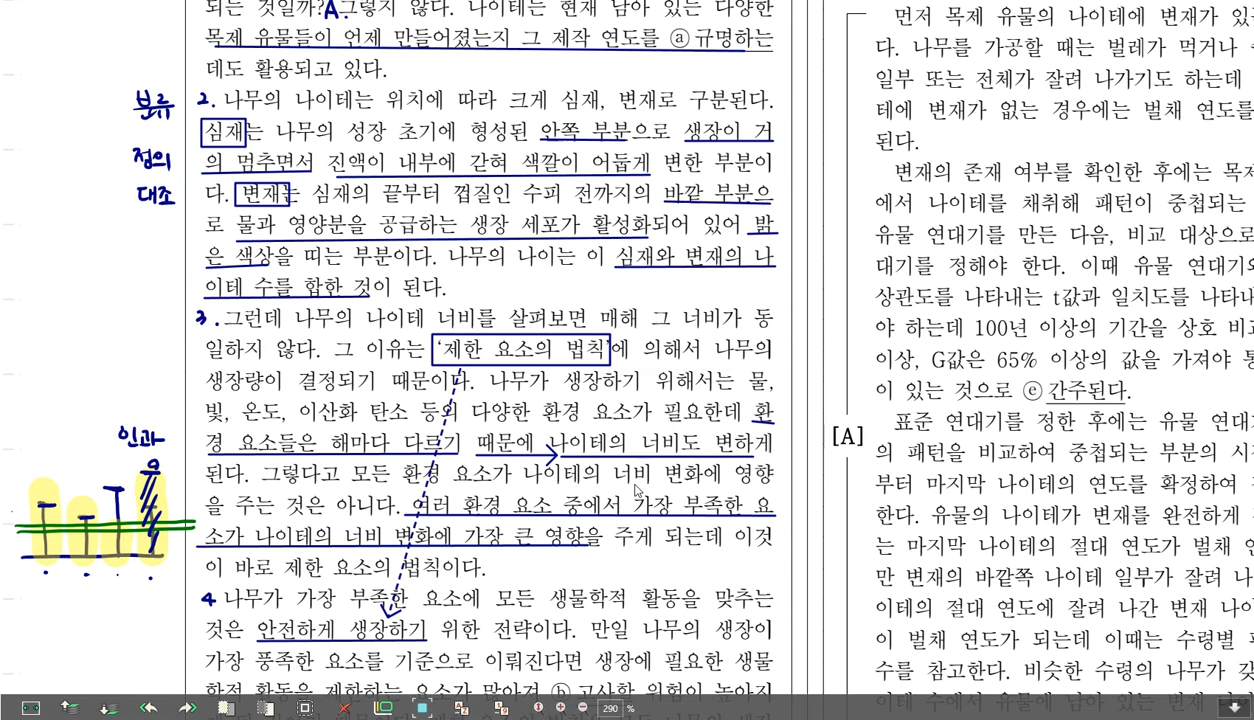 되는 것일까?A.그렇지 않다. 나이테는 현재 남아 있는 다양한
목제 유물들이 언제 만들어졌는지 그 제작 연도를 ⓐ규명하는
데도 활용되고 있다.
분류
2. 나무의 나이테는 위치에 따라 크게 심재, 변재로 구분된다.
심재는 나무의 성장 초기에 형성된 안쪽 부분으로 생장이 거
정의
의 멈추면서 진액이 내부에 갇혀 색깔이 어둡게 변한 부분이
대조
다. 변재는 심재의 끝부터 껍질인 수피 전까지의 바깥 부분으
로 물과 영양분을 공급하는 생장 세포가 활성화되어 있어 밝
은 색상을 띠는 부분이다. 나무의 나이는 이 심재와 변재의 나
이테 수를 합한 것이 된다.
3. 그런데 나무의 나이테 너비를 살펴보면 매해 그 너비가 동
일하지 않다. 그 이유는 ‘제한 요소의 법칙’에 의해서 나무의
생장량이 결정되기 때문이다. 나무가 생장하기 위해서는 물,
빛, 온도, 이산화 탄소 등의 다양한 환경 요소가 필요한데 환
인과
경 요소들은 해마다 다르기 때문에 나이테의 너비도 변하게
된다. 그렇다고 모든 환경 요소가 나이테의 너비 변화에 영향
을 주는 것은 아니다. 여러 환경 요소 중에서 가장 부족한 요
소가 나이테의 너비 변화에 가장 큰 영향을 주게 되는데 이것
이 바로 제한 요소의 법칙이다.
4 나무가 가장 부족한 요소에 모든 생물학적 활동을 맞추는
것은 안전하게 생장하기 위한 전략이다. 만일 나무의 생장이
가장 풍족한 요소를 기준으로 이뤄진다면 생장에 필요한 생물
학적 활동을 제한하는 요소가 많아져 ⓑ고사할 위험이 높아지
먼저 목제 유물의 나이테에 변재가 있
다. 나무를 가공할 때는 벌레가 먹거나
일부 또는 전체가 잘려 나가기도 하는데
테에 변재가 없는 경우에는 벌채 연도를
된다.
변재의 존재 여부를 확인한 후에는 목제
에서 나이테를 채취해 패턴이 중첩되는
유물 연대기를 만든 다음, 비교 대상으로
대기를 정해야 한다. 이때 유물 연대기와
상관도를 나타내는 t값과 일치도를 나타내
야 하는데 100년 이상의 기간을 상호 비교
이상, G값은 65% 이상의 값을 가져야 통
이 있는 것으로 ⓔ간주된다.
표준 연대기를 정한 후에는 유물 연대
[A]
의 패턴을 비교하여 중첩되는 부분의 시
부터 마지막 나이테의 연도를 확정하여
한다. 유물의 나이테가 변재를 완전하게
는 마지막 나이테의 절대 연도가 벌채 연
만 변재의 바깥쪽 나이테 일부가 잘려 나
이테의 절대 연도에 잘려 나간 변재 나이
이 벌채 연도가 되는데 이때는 수령별
수를 참고한다. 비슷한 수령의 나무가 갖
이테 수에서 유물에 남아 있는 변재
290 %